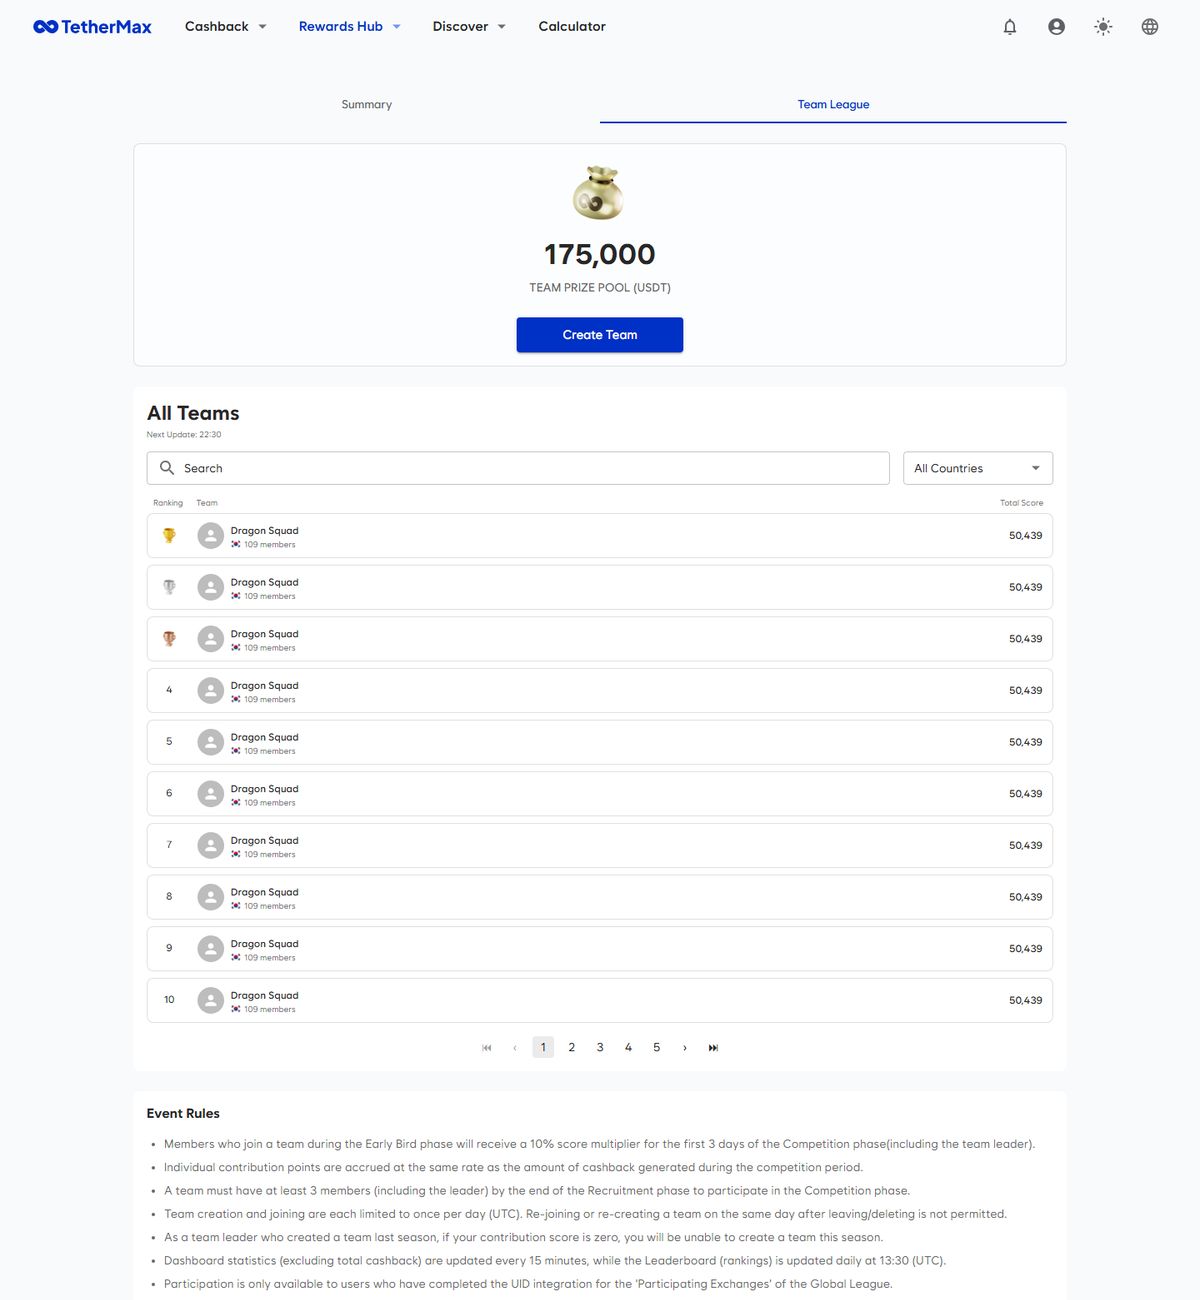 TetherMax Cashback Rewards Hub Discover Calculator
Summary Team League
175,000
TEAM PRIZE POOL (USDT)
Create Team
All Teams
Next Update: 22:30
Search All Countries
Ranking Team Total Score
Dragon Squad
109 members
50,439
Dragon Squad
109 members
50,439
Dragon Squad
109 members
50,439
4
Dragon Squad
109 members
50,439
5
Dragon Squad
109 members
50,439
6
Dragon Squad
109 members
50,439
7
Dragon Squad
109 members
50,439
8
Dragon Squad
109 members
50,439
9
Dragon Squad
109 members
50,439
10
Dragon Squad
109 members
50,439
1 2 3 4 5
Event Rules
• Members who join a team during the Early Bird phase will receive a 10% score multiplier for the first 3 days of the Competition phase(including the team leader).
• Individual contribution points are accrued at the same rate as the amount of cashback generated during the competition period.
• A team must have at least 3 members (including the leader) by the end of the Recruitment phase to participate in the Competition phase.
• Team creation and joining are each limited to once per day (UTC). Re-joining or re-creating a team on the same day after leaving/deleting is not permitted.
• As a team leader who created a team last season, if your contribution score is zero, you will be unable to create a team this season.
• Dashboard statistics (excluding total cashback) are updated every 15 minutes, while the Leaderboard (rankings) is updated daily at 13:30 (UTC).
• Participation is only available to users who have completed the UID integration for the 'Participating Exchanges' of the Global League.